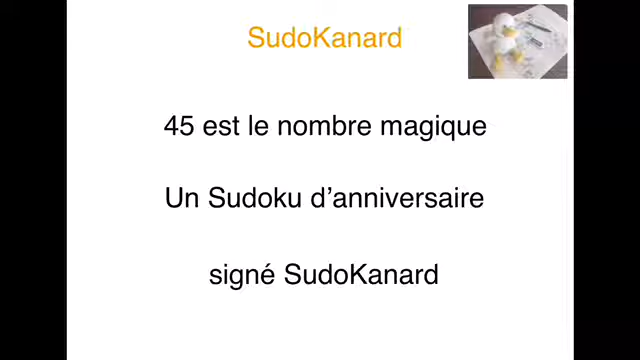 SudoKanard
45 est le nombre magique
Un Sudoku d’anniversaire
signé SudoKanard